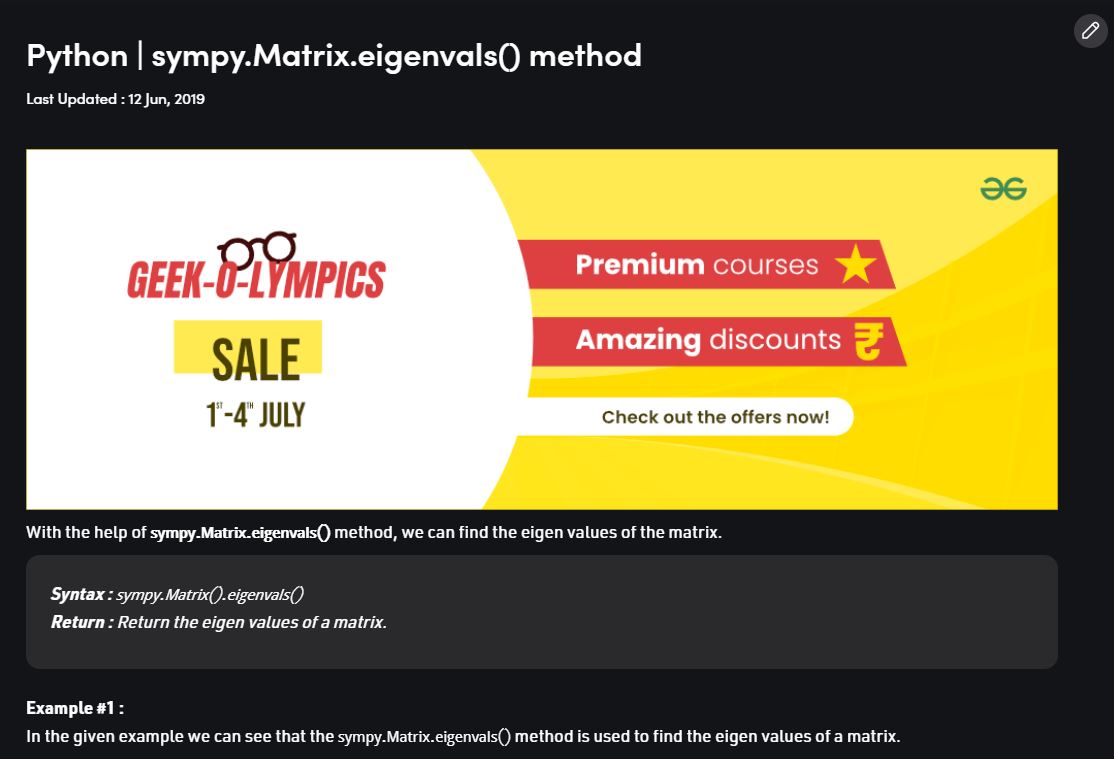 Python | sympy.Matrix.eigenvals() method
Last Updated : 12 Jun, 2019
GEEK-O-LYMPICS
SALE
1ST-4TH JULY
Premium courses
Amazing discounts ₹
Check out the offers now!
With the help of sympy.Matrix.eigenvals() method, we can find the eigen values of the matrix.
Syntax : sympy.Matrix().eigenvals()
Return : Return the eigen values of a matrix.
Example #1 :
In the given example we can see that the sympy.Matrix.eigenvals() method is used to find the eigen values of a matrix.